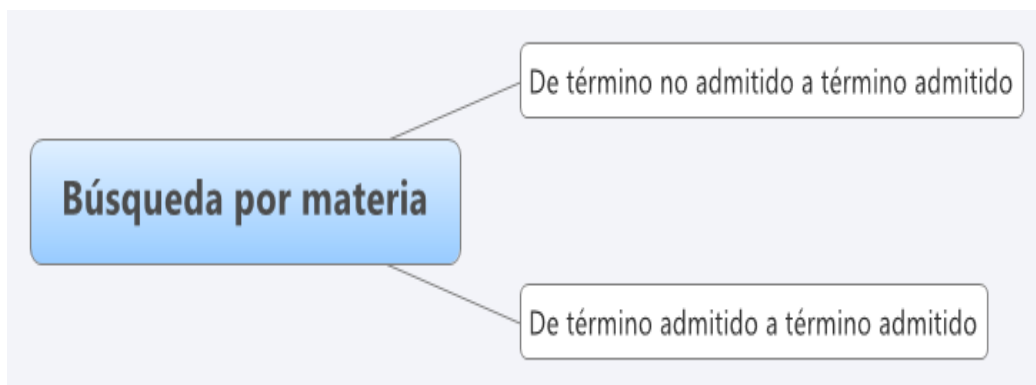 De término no admitido a término admitido
Búsqueda por materia
De término admitido a término admitido